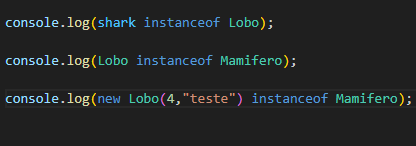 console.log(shark instanceof Lobo);
console.log(Lobo instanceof Mamifero);
console.log(new Lobo(4,"teste") instanceof Mamifero);